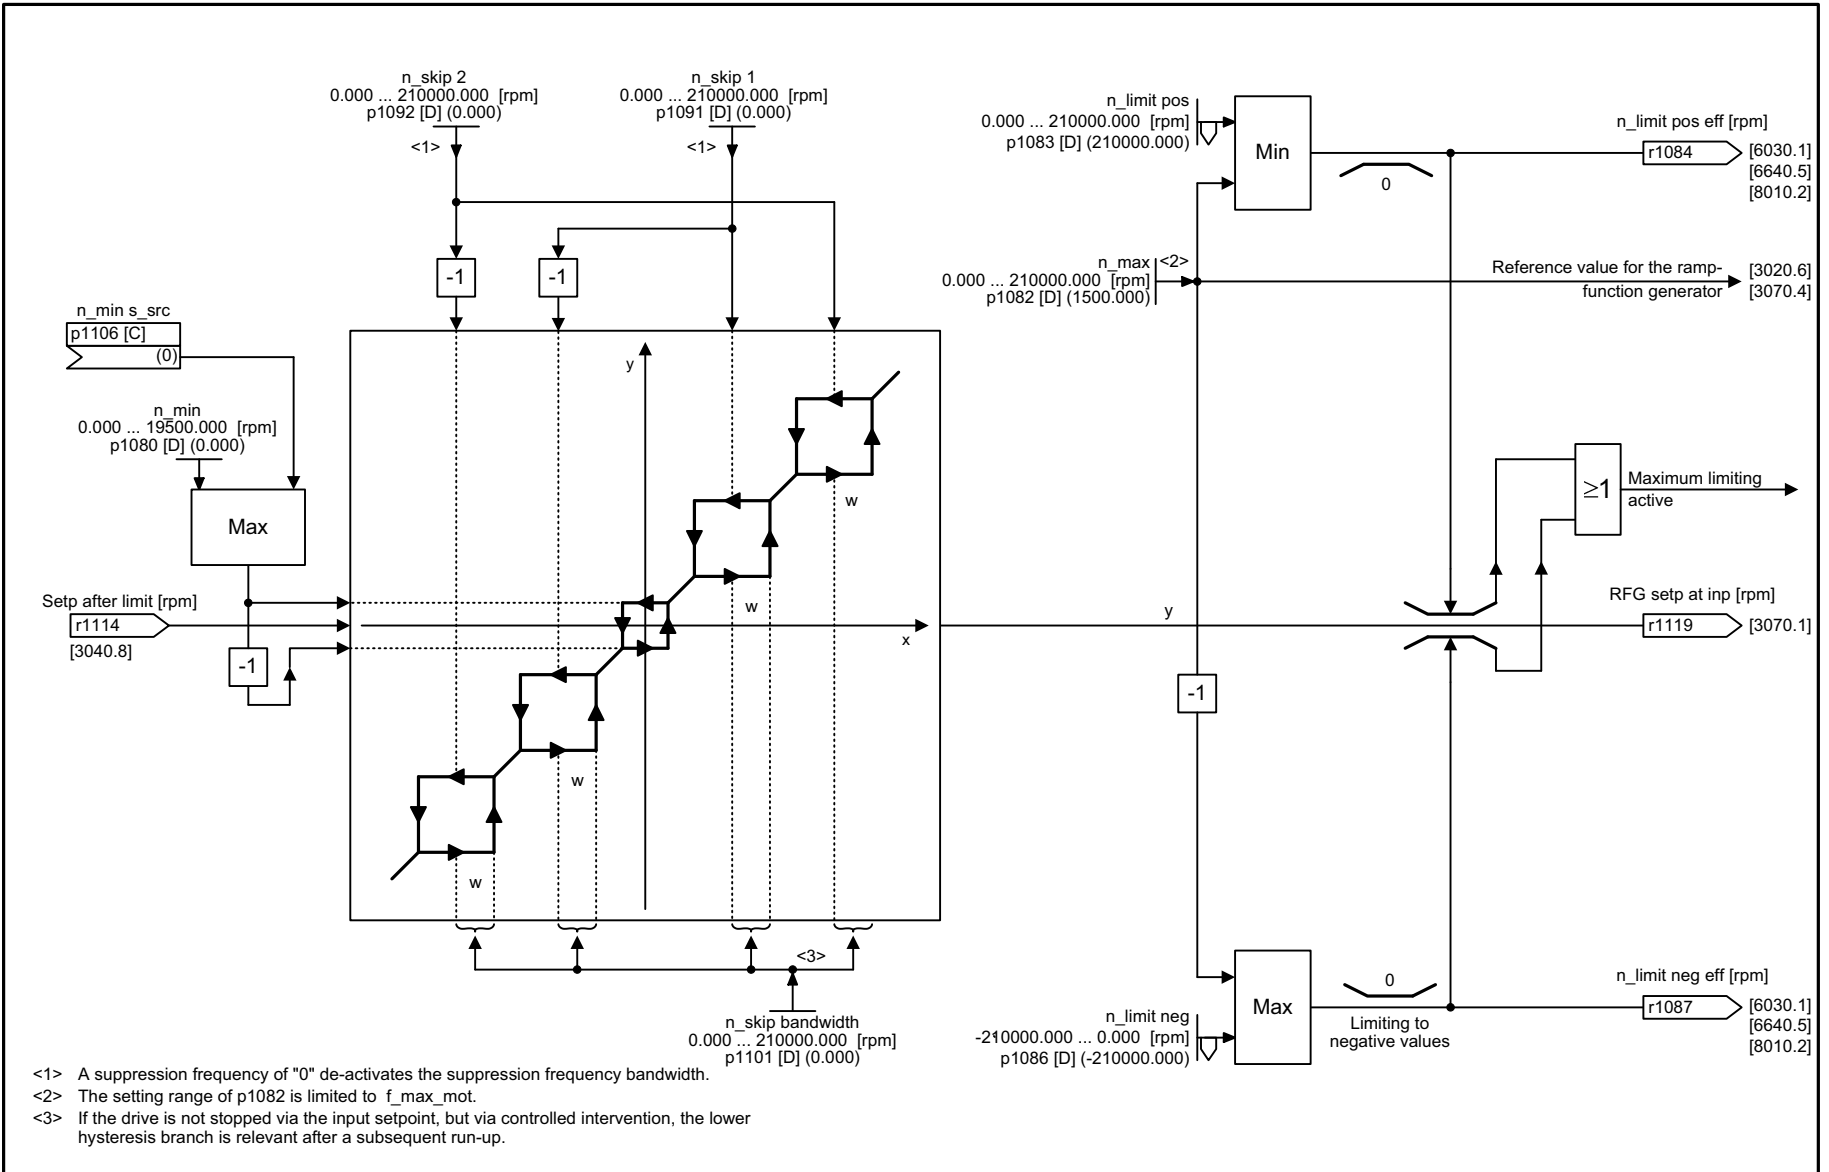 n_skip 2
0.000 ... 210000.000 [rpm]
p1092 [D] (0.000)
<1>
n_skip 1
0.000 ... 210000.000 [rpm]
p1091 [D] (0.000)
<1>
-1
-1
n_min s_src
p1106 [C]
(0)
n_min
0.000 ... 19500.000 [rpm]
p1080 [D] (0.000)
Max
Setp after limit [rpm]
r1114
[3040.8]
-1
y
x
w
w
w
w
<3>
n_skip bandwidth
0.000 ... 210000.000 [rpm]
p1101 [D] (0.000)
n_limit pos
0.000 ... 210000.000 [rpm]
p1083 [D] (210000.000)
Min
0
n_limit pos eff [rpm]
r1084
[6030.1]
[6640.5]
[8010.2]
n_max
<2>
0.000 ... 210000.000 [rpm]
p1082 [D] (1500.000)
Reference value for the ramp-
function generator
[3020.6]
[3070.4]
≥1
Maximum limiting
active
y
RFG setp at inp [rpm]
r1119
[3070.1]
-1
n_limit neg
-210000.000 ... 0.000 [rpm]
p1086 [D] (-210000.000)
Max
0
Limiting to
negative values
n_limit neg eff [rpm]
r1087
[6030.1]
[6640.5]
[8010.2]
<1> A suppression frequency of "0" de-activates the suppression frequency bandwidth.
<2> The setting range of p1082 is limited to f_max_mot.
<3> If the drive is not stopped via the input setpoint, but via controlled intervention, the lower
hysteresis branch is relevant after a subsequent run-up.